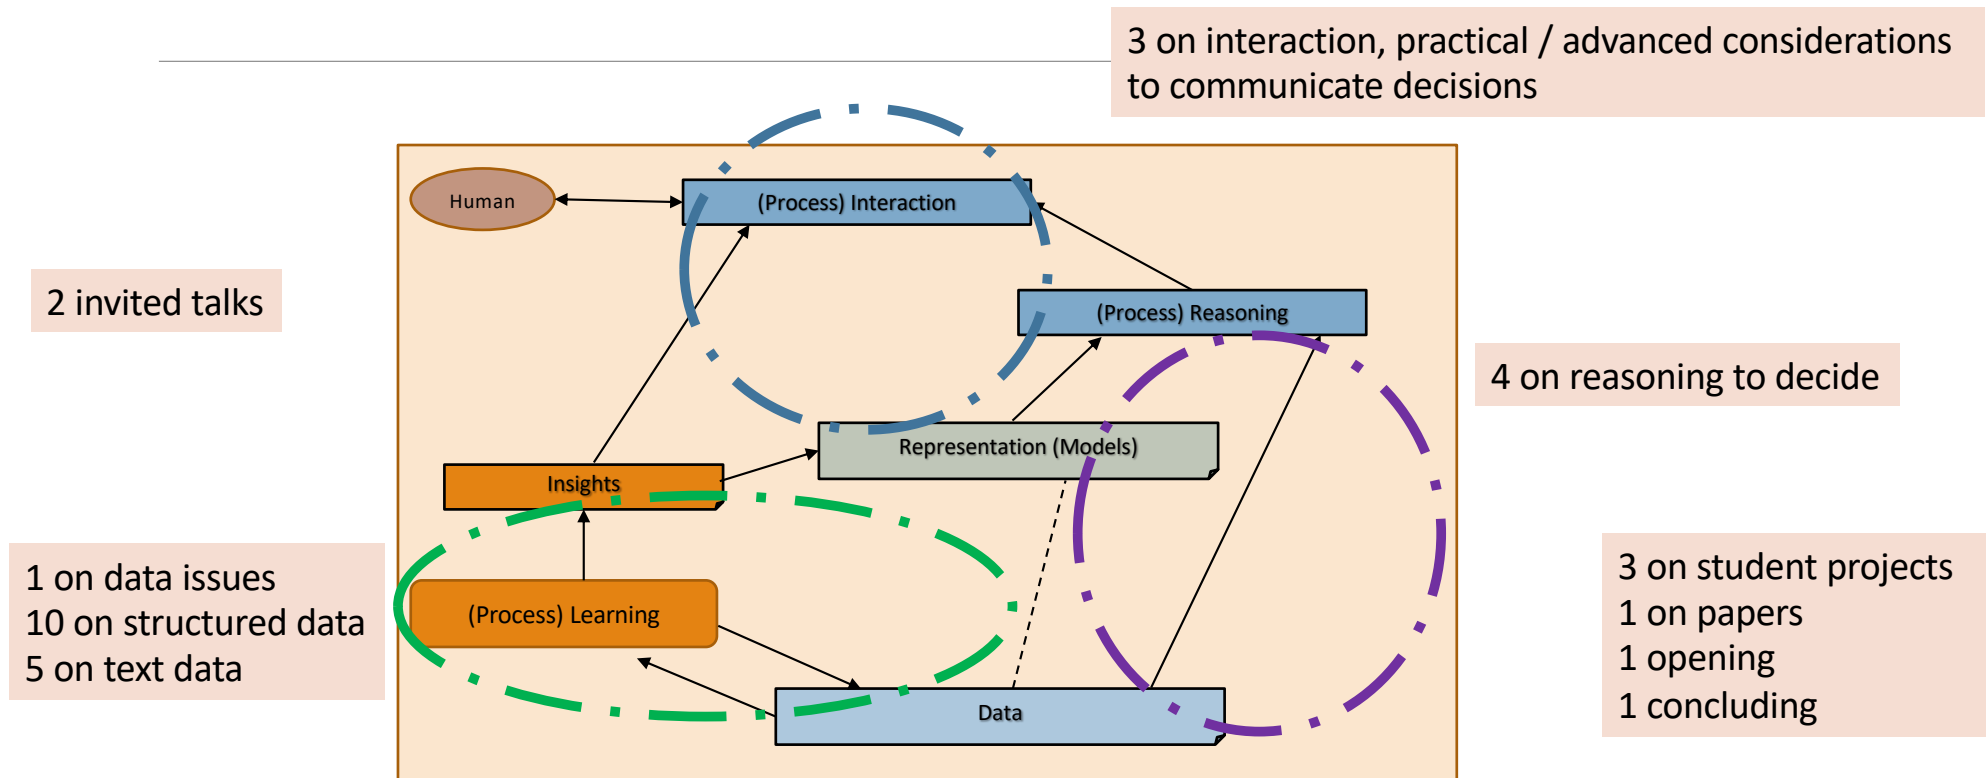 3 on interaction, practical / advanced considerations
to communicate decisions
Human
(Process) Interaction
2 invited talks
(Process) Reasoning
4 on reasoning to decide
Representation (Models)
Insights
1 on data issues
10 on structured data
5 on text data
(Process) Learning
3 on student projects
1 on papers
1 opening
1 concluding
Data